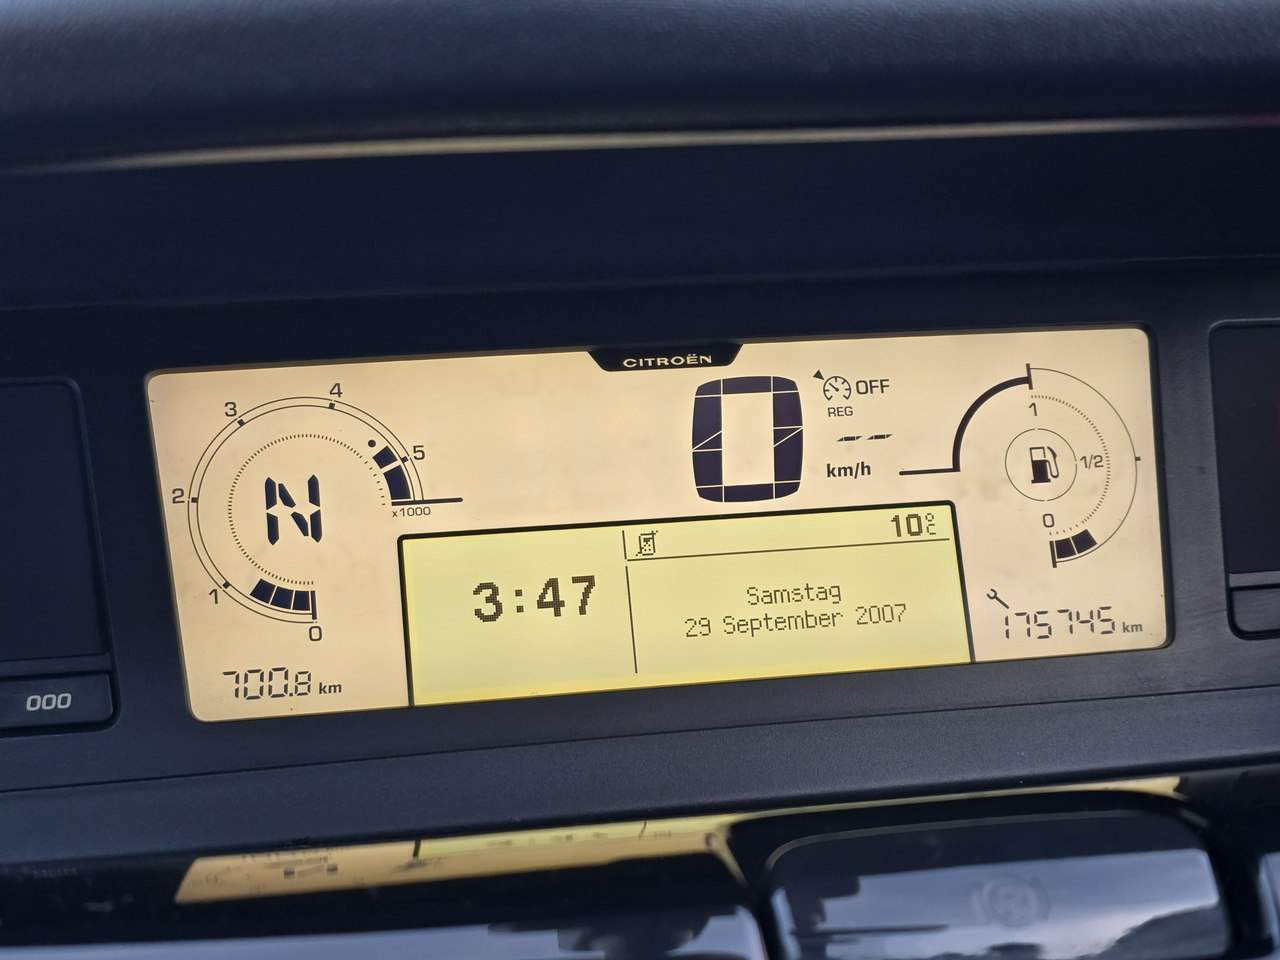 CITROËN
4
3
5
2
x1000
N
1
0
700.8 km
0
OFF
REG
---
km/h
1
1/2
0
10°C
3:47
Samstag
29 September 2007
175745 km
000